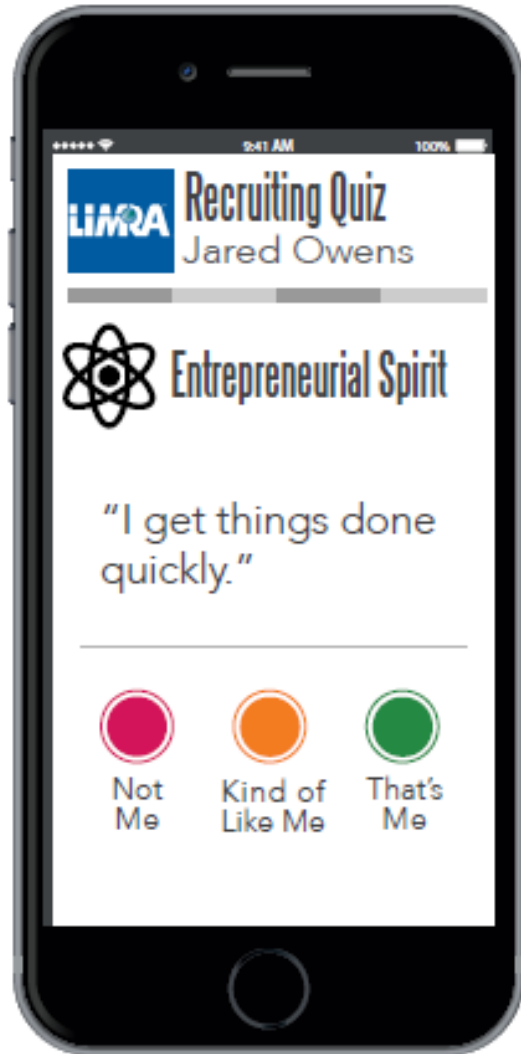 9:41 AM
100%
LIMRA
Recruiting Quiz
Jared Owens
Entrepreneurial Spirit
“I get things done
quickly.”
Not
Me
Kind of
Like Me
That’s
Me